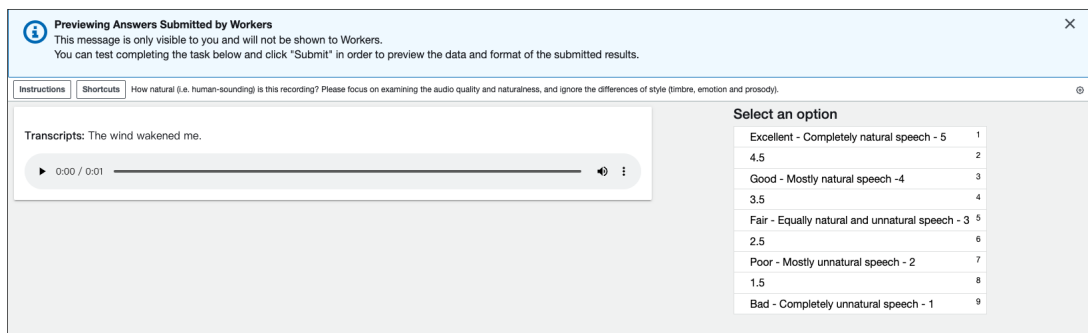 Previewing Answers Submitted by Workers
This message is only visible to you and will not be shown to Workers.
You can test completing the task below and click "Submit" in order to preview the data and format of the submitted results.
Instructions Shortcuts How natural (i.e. human-sounding) is this recording? Please focus on examining the audio quality and naturalness, and ignore the differences of style (timbre, emotion and prosody).
Transcripts: The wind wakened me.
0:00 / 0:01
Select an option
Excellent - Completely natural speech - 5 1
4.5 2
Good - Mostly natural speech -4 3
3.5 4
Fair - Equally natural and unnatural speech - 3 5
2.5 6
Poor - Mostly unnatural speech - 2 7
1.5 8
Bad - Completely unnatural speech - 1 9